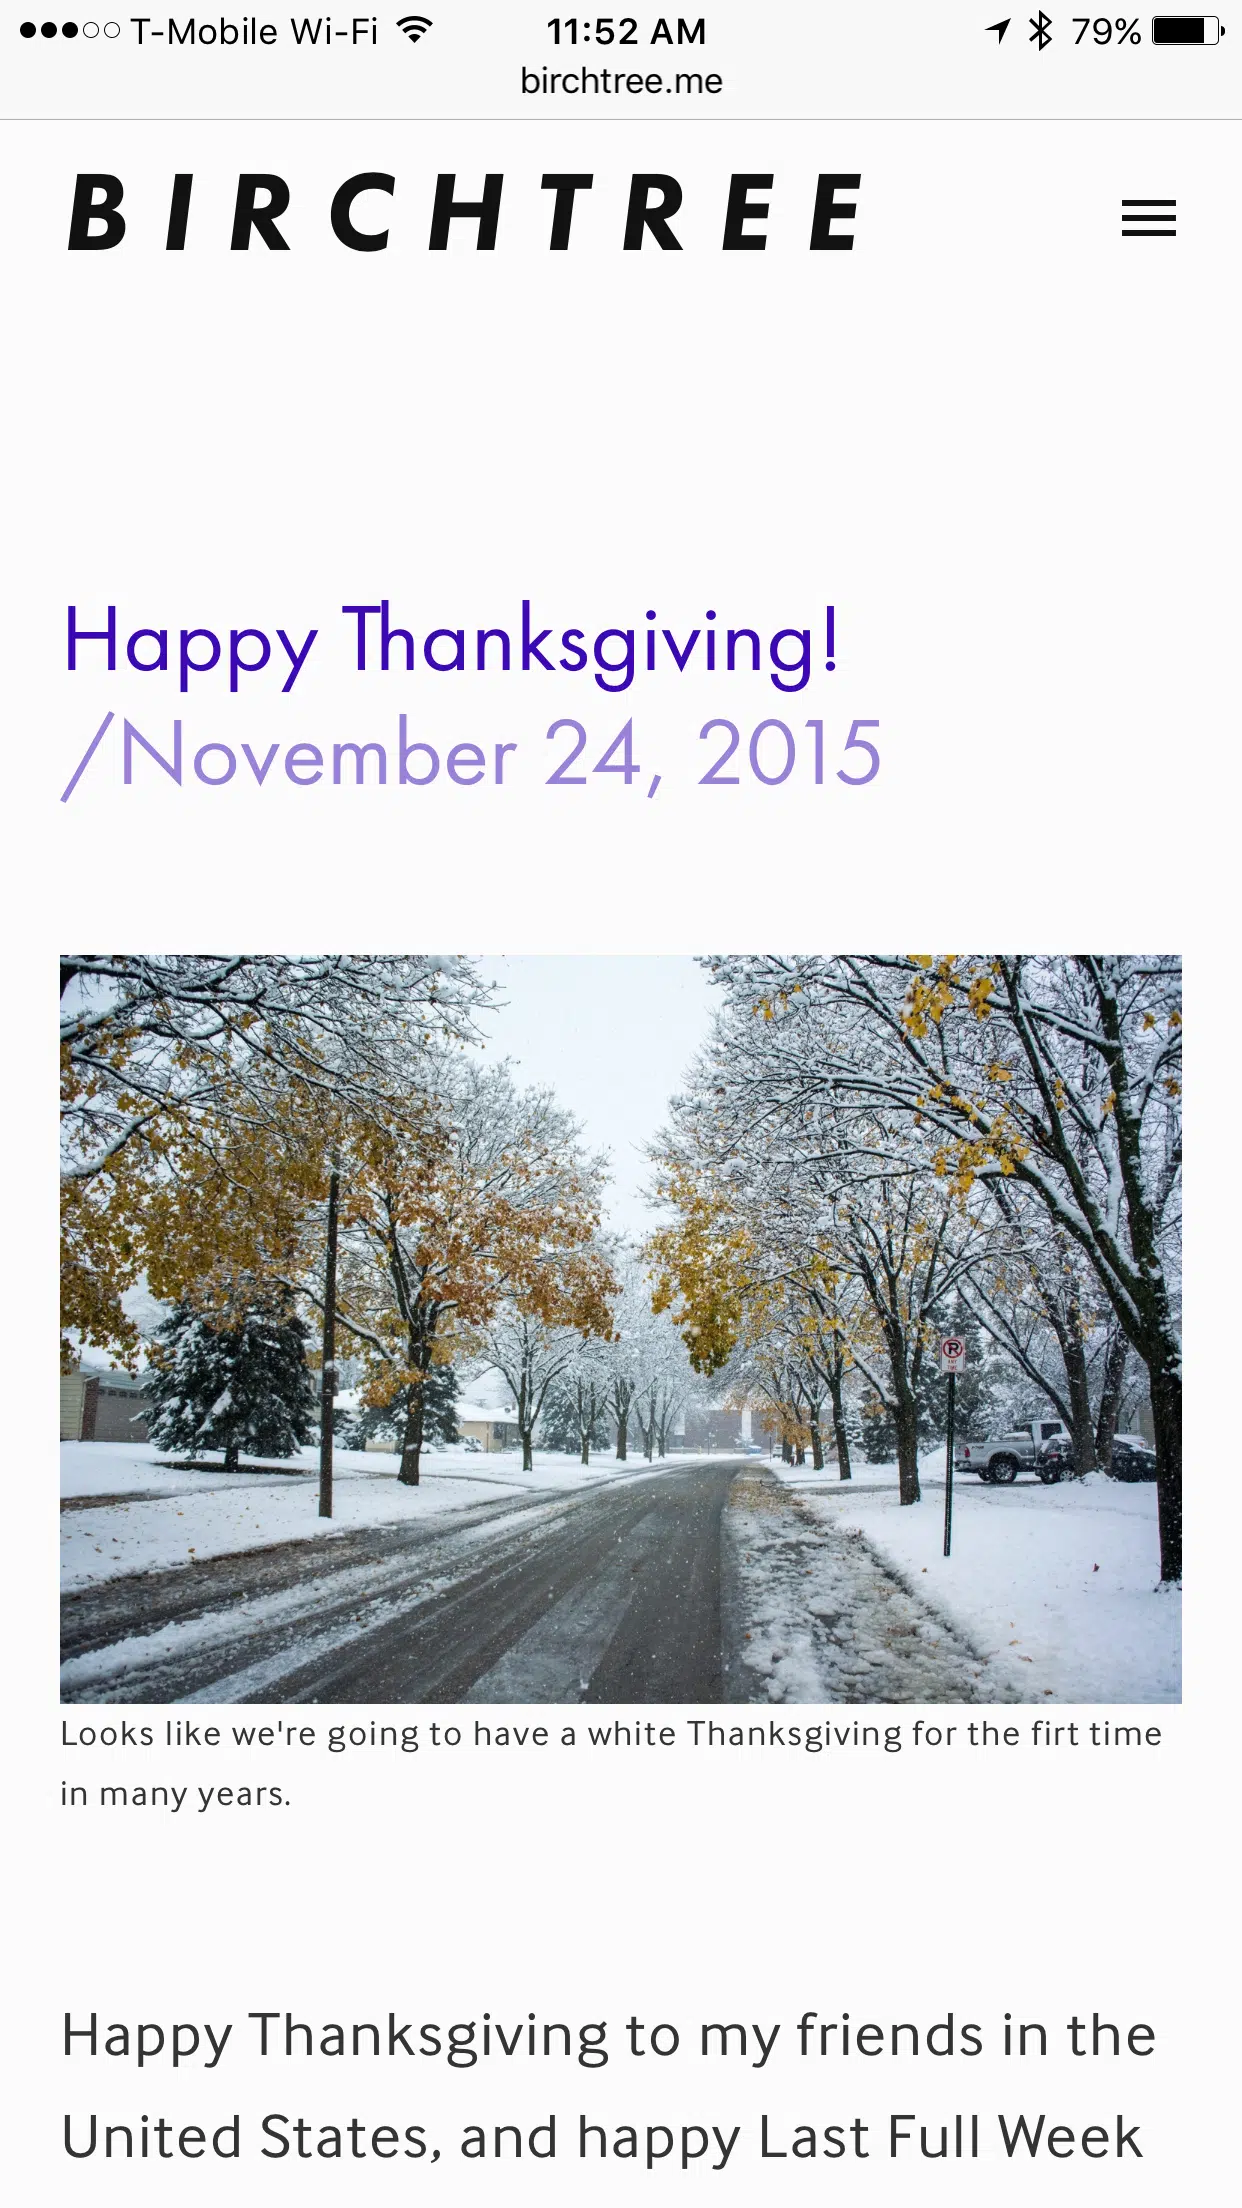 T-Mobile Wi-Fi 11:52 AM 79%
birchtree.me
BIRCHTREE
Happy Thanksgiving!
/November 24, 2015
R
ANY
TIME
Looks like we're going to have a white Thanksgiving for the firt time
in many years.
Happy Thanksgiving to my friends in the
United States, and happy Last Full Week